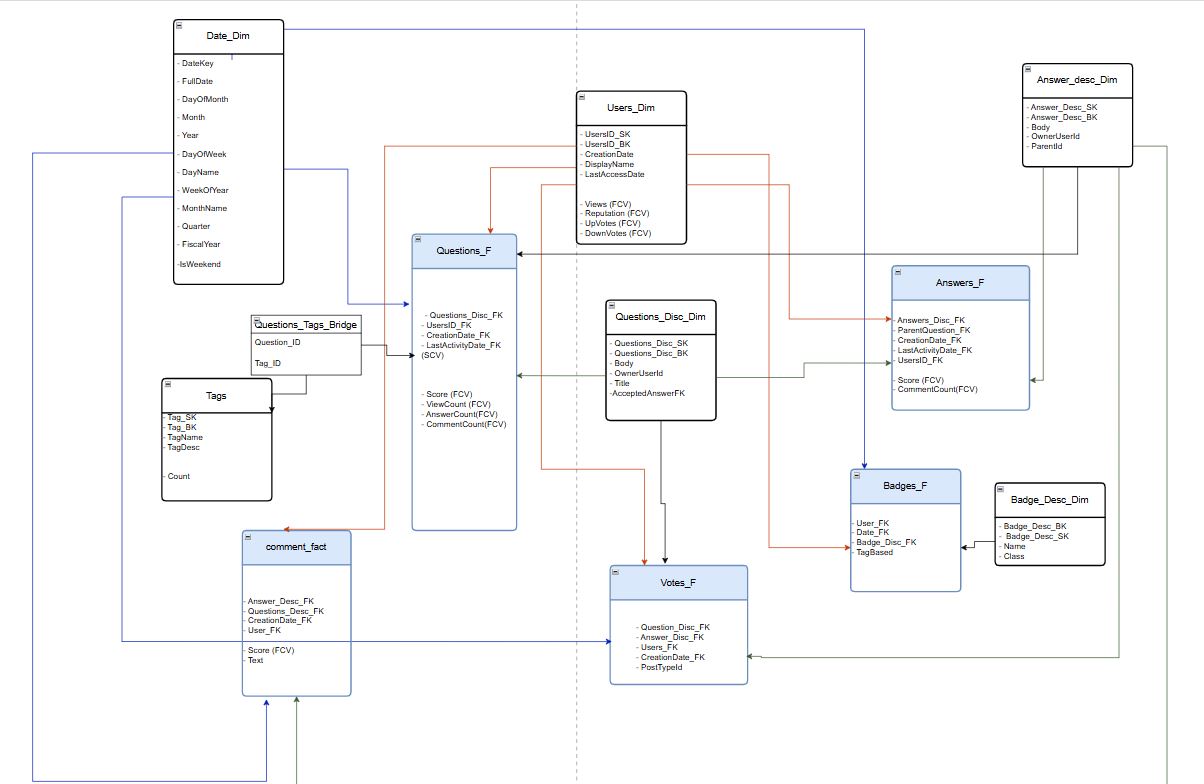 Date_Dim
- DateKey
- FullDate
- DayOfMonth
- Month
- Year
- DayOfWeek
- DayName
- WeekOfYear
- MonthName
- Quarter
- FiscalYear
-IsWeekend
Users_Dim
- UsersID_SK
- UsersID_BK
- CreationDate
- DisplayName
- LastAccessDate
- Views (FCV)
- Reputation (FCV)
- UpVotes (FCV)
- DownVotes (FCV)
Answer_desc_Dim
- Answer_Desc_SK
- Answer_Desc_BK
- Body
- OwnerUserId
- ParentId
Questions_F
- Questions_Disc_FK
- UsersID_FK
- CreationDate_FK
- LastActivityDate_FK
(SCV)
- Score (FCV)
- ViewCount (FCV)
- AnswerCount(FCV)
- CommentCount(FCV)
Answers_F
- Answers_Disc_FK
- ParentQuestion_FK
- CreationDate_FK
- LastActivityDate_FK
- UsersID_FK
- Score (FCV)
- CommentCount(FCV)
Questions_Disc_Dim
- Questions_Disc_SK
- Questions_Disc_BK
- Body
- OwnerUserId
- Title
-AcceptedAnswerFK
Questions_Tags_Bridge
Question_ID
Tag_ID
Tags
- Tag_SK
- Tag_BK
- TagName
- TagDesc
- Count
Badges_F
- User_FK
- Date_FK
- Badge_Disc_FK
- TagBased
Badge_Desc_Dim
- Badge_Desc_BK
- Badge_Desc_SK
- Name
- Class
comment_fact
- Answer_Desc_FK
- Questions_Desc_FK
- CreationDate_FK
- User_FK
- Score (FCV)
- Text
Votes_F
- Question_Disc_FK
- Answer_Disc_FK
- Users_FK
- CreationDate_FK
- PostTypeId